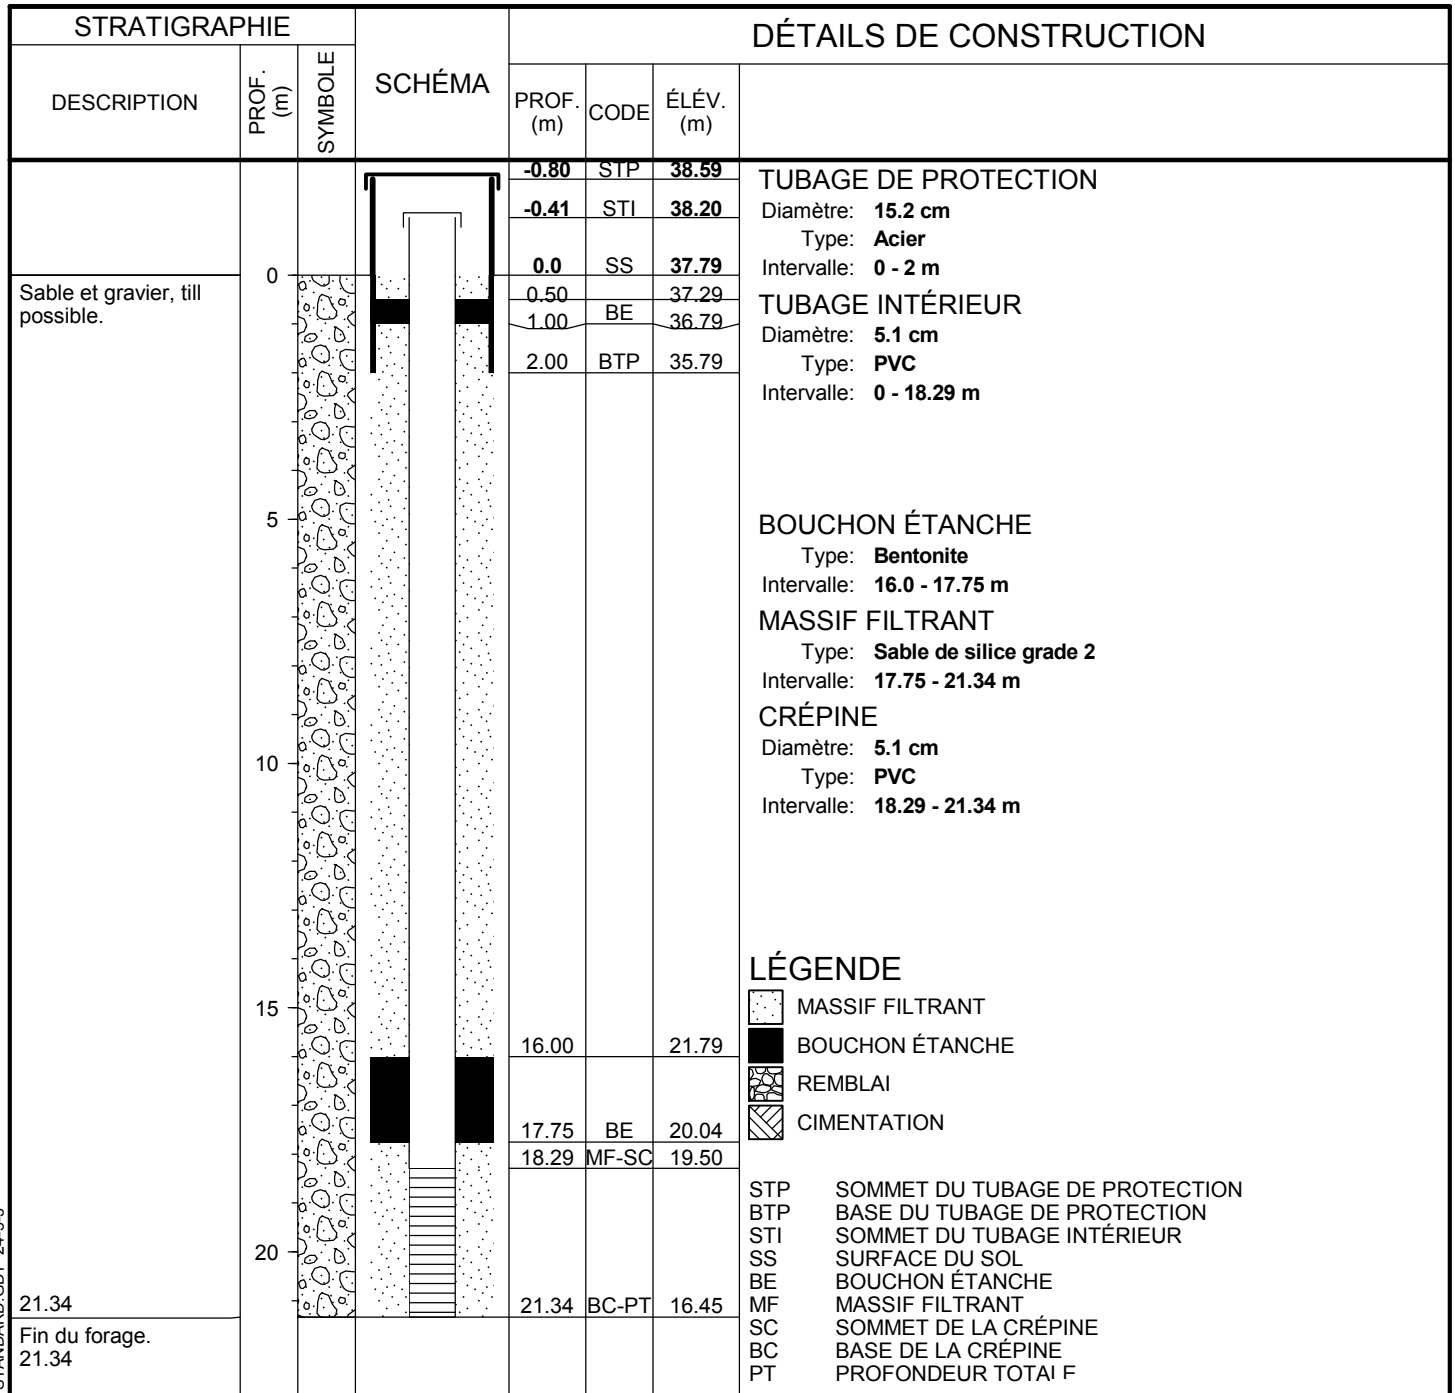 STRATIGRAPHIE
SCHÉMA
DÉTAILS DE CONSTRUCTION
DESCRIPTION
PROF. (m)
SYMBOLE
PROF. (m)
CODE
ÉLÉV. (m)
-0.80 STP 38.59
-0.41 STI 38.20
0.0 SS 37.79
0.50 37.29
BE
1.00 36.79
2.00 BTP 35.79
16.00 21.79
17.75 BE 20.04
18.29 MF-SC 19.50
21.34 BC-PT 16.45
0
5
10
15
20
Sable et gravier, till
possible.
21.34
Fin du forage.
21.34
TUBAGE DE PROTECTION
Diamètre: 15.2 cm
Type: Acier
Intervalle: 0 - 2 m
TUBAGE INTÉRIEUR
Diamètre: 5.1 cm
Type: PVC
Intervalle: 0 - 18.29 m
BOUCHON ÉTANCHE
Type: Bentonite
Intervalle: 16.0 - 17.75 m
MASSIF FILTRANT
Type: Sable de silice grade 2
Intervalle: 17.75 - 21.34 m
CRÉPINE
Diamètre: 5.1 cm
Type: PVC
Intervalle: 18.29 - 21.34 m
LÉGENDE
MASSIF FILTRANT
BOUCHON ÉTANCHE
REMBLAI
CIMENTATION
STP SOMMET DU TUBAGE DE PROTECTION
BTP BASE DU TUBAGE DE PROTECTION
STI SOMMET DU TUBAGE INTÉRIEUR
SS SURFACE DU SOL
BE BOUCHON ÉTANCHE
MF MASSIF FILTRANT
SC SOMMET DE LA CRÉPINE
BC BASE DE LA CRÉPINE
PT PROFONDEUR TOTALE